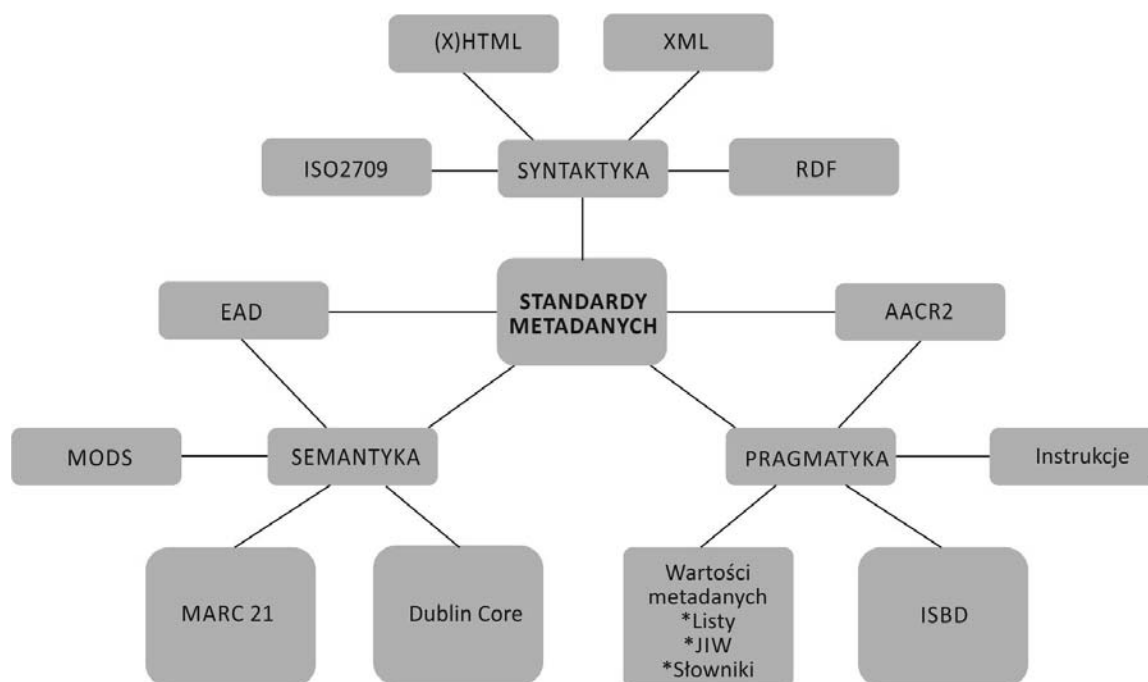 (X)HTML
XML
ISO2709
SYNTAKTYKA
RDF
EAD
STANDARDY
METADANYCH
AACR2
MODS
SEMANTYKA
PRAGMATYKA
Instrukcje
MARC 21
Dublin Core
Wartości
metadanych
*Listy
*JIW
*Słowniki
ISBD